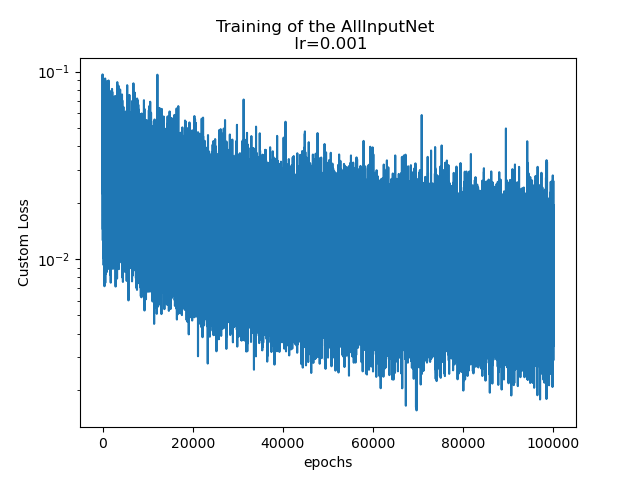 Training of the AllInputNet
lr=0.001
Custom Loss
10⁻¹
10⁻²
0 20000 40000 60000 80000 100000
epochs